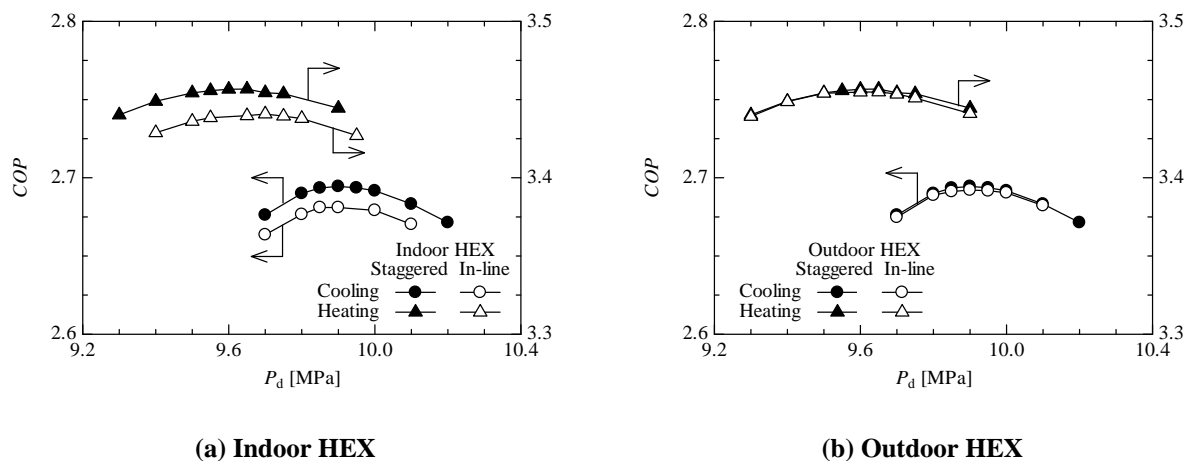 2.8
3.5
COP
2.7
3.4
Indoor HEX
Staggered In-line
Cooling
Heating
2.6
3.3
9.2
9.6
10.0
10.4
Pd [MPa]
(a) Indoor HEX
2.8
3.5
COP
2.7
3.4
Outdoor HEX
Staggered In-line
Cooling
Heating
2.6
3.3
9.2
9.6
10.0
10.4
Pd [MPa]
(b) Outdoor HEX